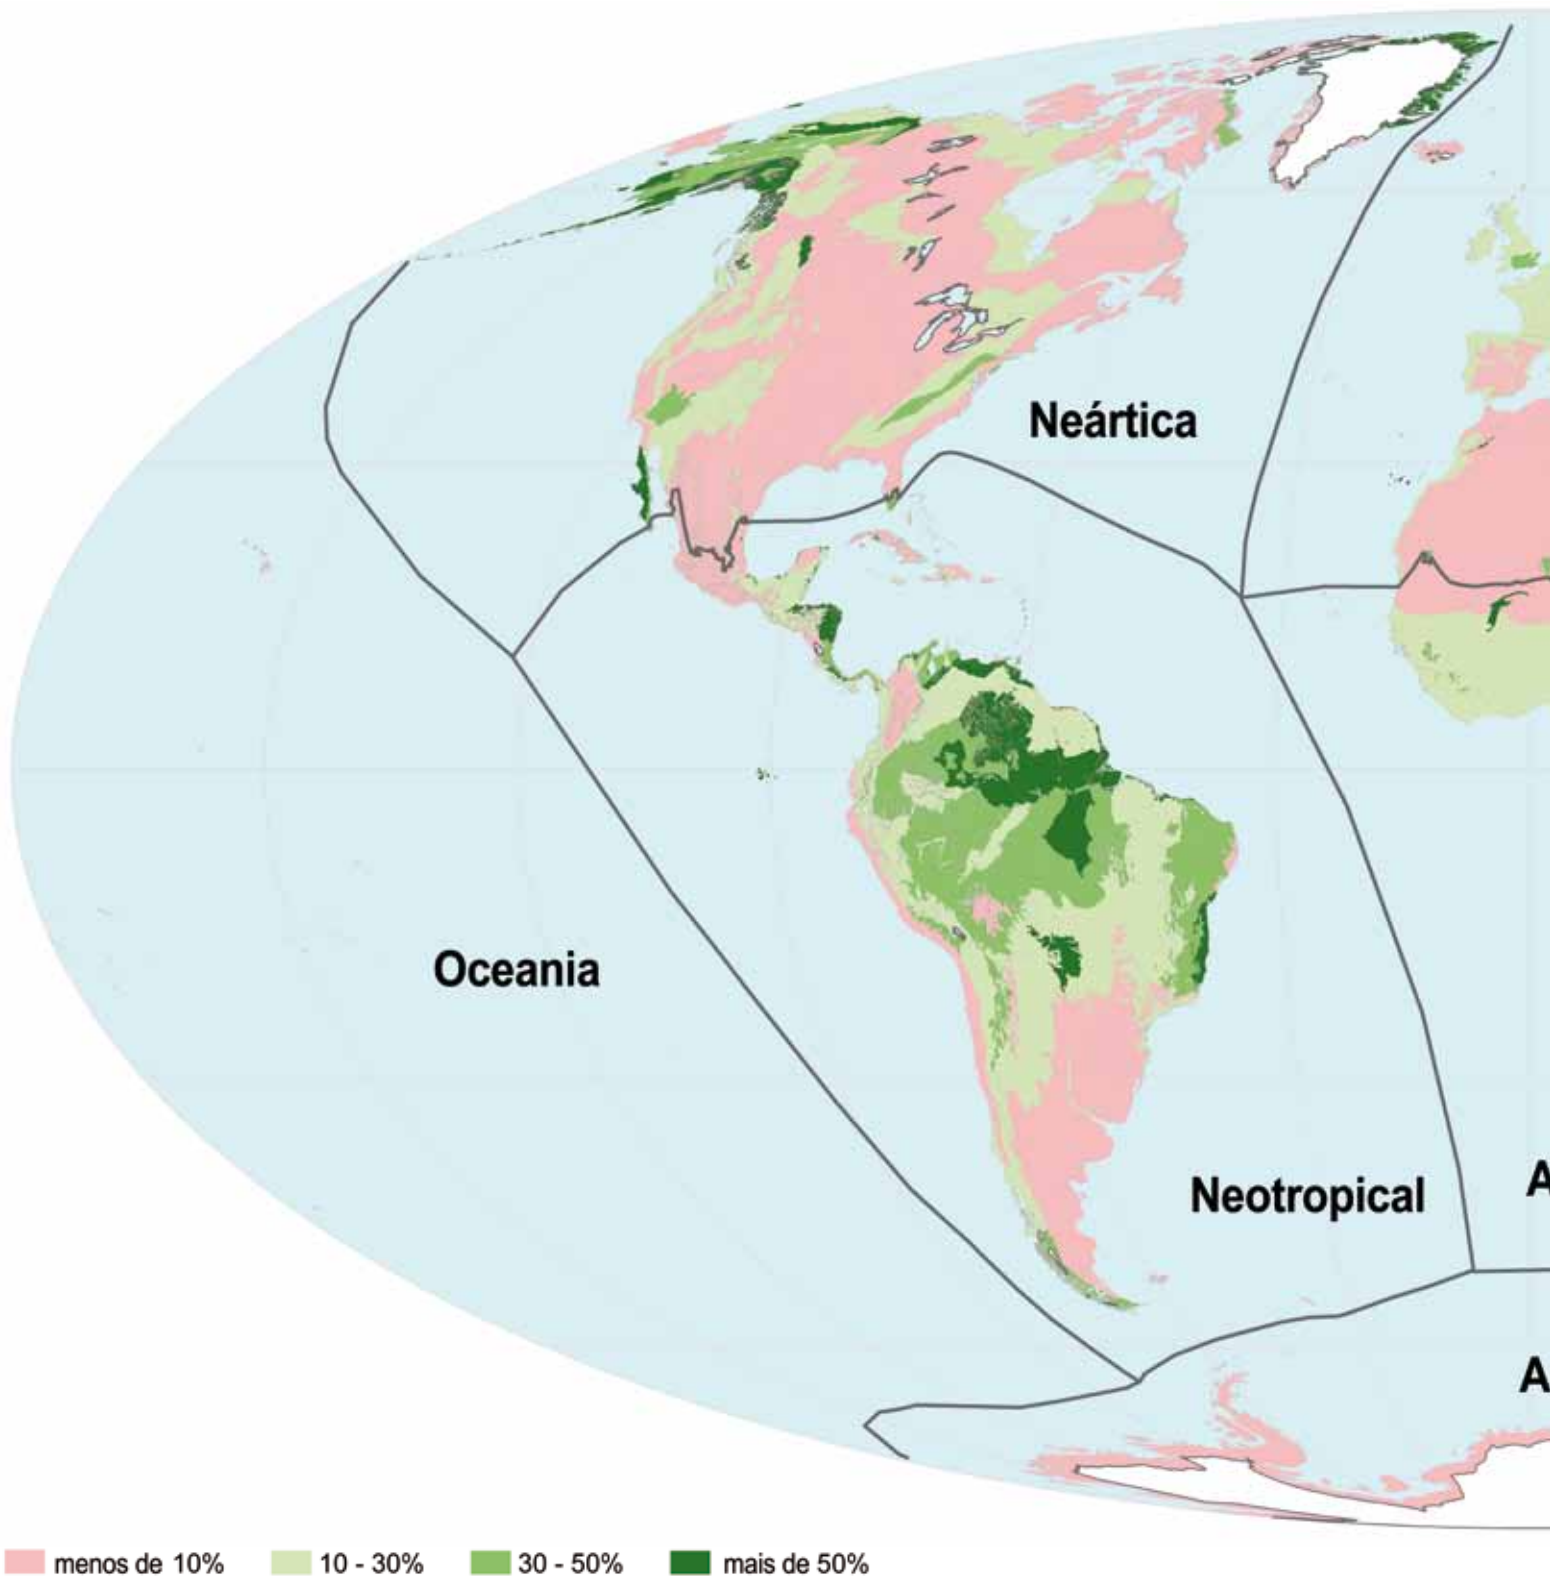 Neártica
Oceania
Neotropical
A
A
menos de 10% 10 - 30% 30 - 50% mais de 50%